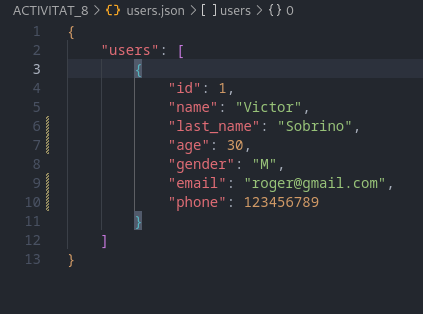 ACTIVITAT_8 > {} users.json > [ ] users > {} 0
1 {
2 "users": [
3 {
4 "id": 1,
5 "name": "Victor",
6 "last_name": "Sobrino",
7 "age": 30,
8 "gender": "M",
9 "email": "roger@gmail.com",
10 "phone": 123456789
11 }
12 ]
13 }